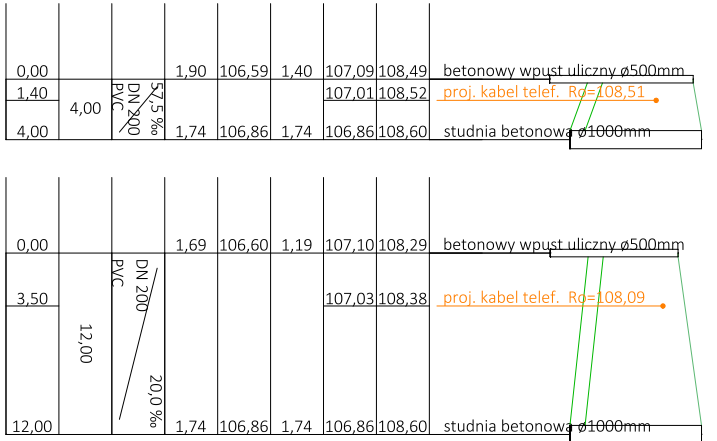 0,00 1,90 106,59 1,40 107,09 108,49 betonowy wpust uliczny ø500mm
1,40 107,01 108,52 proj. kabel telef. Ro=108,51
4,00 PVC DN 200 57,5 ‰
4,00 1,74 106,86 1,74 106,86 108,60 studnia betonowa ø1000mm
0,00 1,69 106,60 1,19 107,10 108,29 betonowy wpust uliczny ø500mm
PVC DN 200
3,50 107,03 108,38 proj. kabel telef. Ro=108,09
12,00 20,0 ‰
12,00 1,74 106,86 1,74 106,86 108,60 studnia betonowa ø1000mm